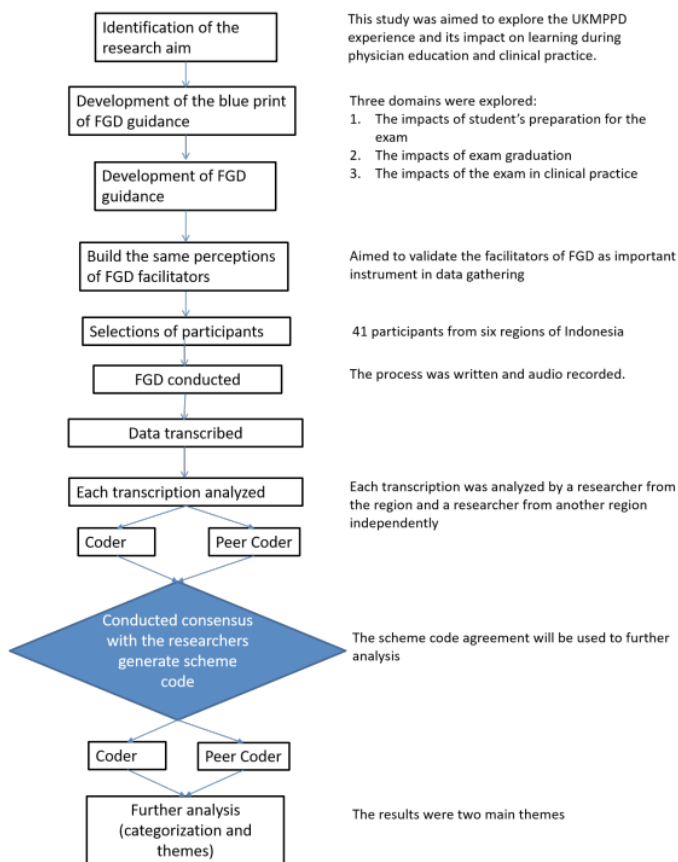 Identification of the
research aim
This study was aimed to explore the UKMPPD
experience and its impact on learning during
physician education and clinical practice.
Development of the blue print
of FGD guidance
Three domains were explored:
1. The impacts of student's preparation for the
exam
2. The impacts of exam graduation
3. The impacts of the exam in clinical practice
Development of FGD
guidance
Build the same perceptions
of FGD facilitators
Aimed to validate the facilitators of FGD as important
instrument in data gathering
Selections of participants
41 participants from six regions of Indonesia
FGD conducted
The process was written and audio recorded.
Data transcribed
Each transcription analyzed
Each transcription was analyzed by a researcher from
the region and a researcher from another region
independently
Coder
Peer Coder
Conducted consensus
with the researchers
generate scheme
code
The scheme code agreement will be used to further
analysis
Coder
Peer Coder
Further analysis
(categorization and
themes)
The results were two main themes